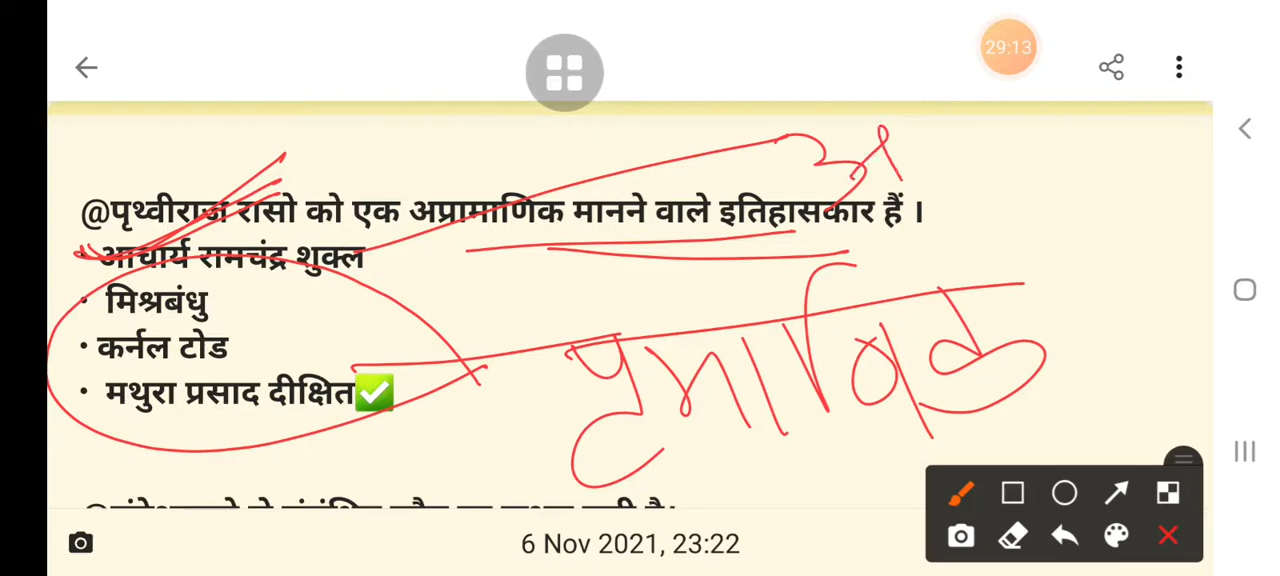 29:13
@पृथ्वीराज रासो को एक अप्रामाणिक मानने वाले इतिहासकार हैं ।
• आचार्य रामचंद्र शुक्ल
• मिश्रबंधु
• कर्नल टोड
• मथुरा प्रसाद दीक्षित✅
6 Nov 2021, 23:22